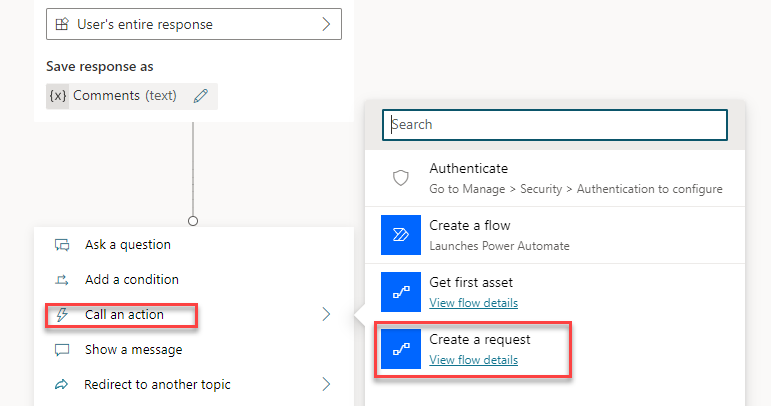 User's entire response
Save response as
{x} Comments (text)
Ask a question
Add a condition
Call an action
Show a message
Redirect to another topic
Search
Authenticate
Go to Manage > Security > Authentication to configure
Create a flow
Launches Power Automate
Get first asset
View flow details
Create a request
View flow details